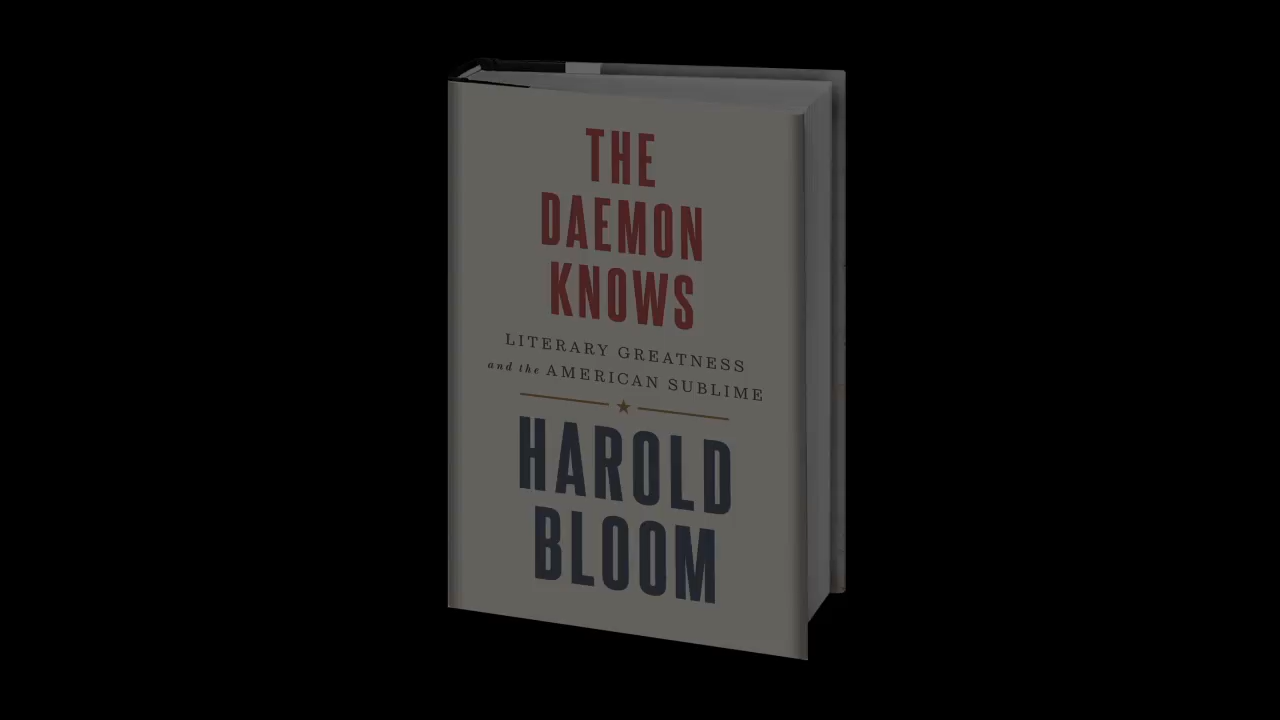 THE
DAEMON
KNOWS
LITERARY GREATNESS
and the AMERICAN SUBLIME
HAROLD
BLOOM